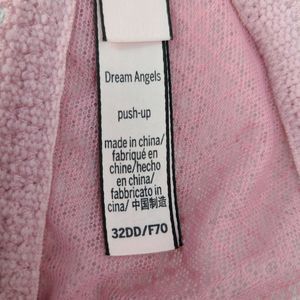 Dream Angels
push-up
made in china/
fabriqué en
chine/hecho
en china/
fabbricato in
cina/ 中国制造
32DD/F70